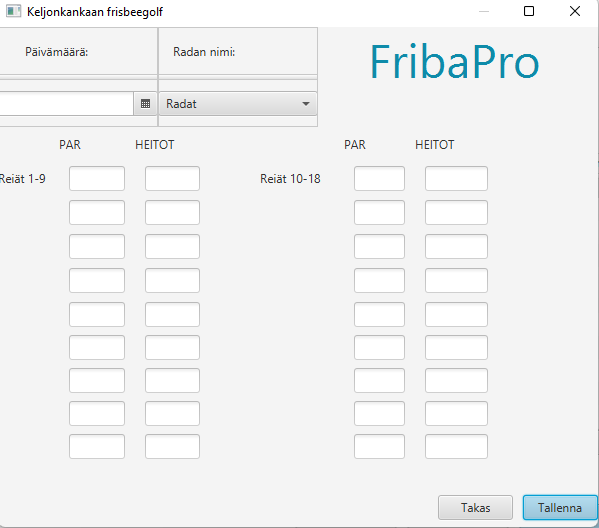 Keljonkankaan frisbeegolf
Päivämäärä: Radan nimi:
FribaPro
Radat
PAR HEITOT PAR HEITOT
Reiät 1-9 Reiät 10-18
Takas Tallenna